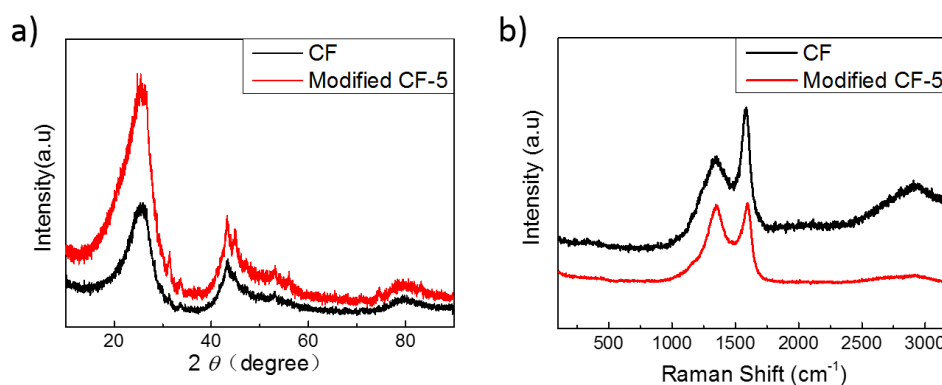 a)
CF
Modified CF-5
Intensity(a.u)
20 40 60 80
2 θ（degree）
b)
CF
Modified CF-5
Intensity (a.u)
500 1000 1500 2000 2500 3000
Raman Shift (cm⁻¹)